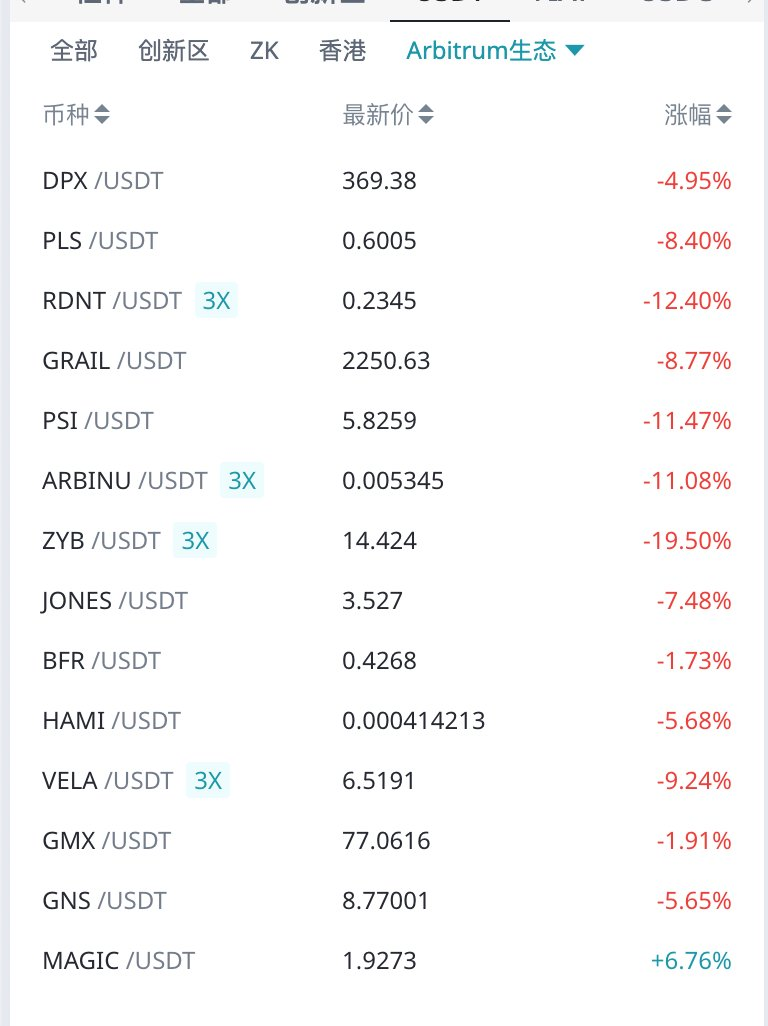 全部 创新区 ZK 香港 Arbitrum生态
币种 最新价 涨幅
DPX /USDT 369.38 -4.95%
PLS /USDT 0.6005 -8.40%
RDNT /USDT 3X 0.2345 -12.40%
GRAIL /USDT 2250.63 -8.77%
PSI /USDT 5.8259 -11.47%
ARBINU /USDT 3X 0.005345 -11.08%
ZYB /USDT 3X 14.424 -19.50%
JONES /USDT 3.527 -7.48%
BFR /USDT 0.4268 -1.73%
HAMI /USDT 0.000414213 -5.68%
VELA /USDT 3X 6.5191 -9.24%
GMX /USDT 77.0616 -1.91%
GNS /USDT 8.77001 -5.65%
MAGIC /USDT 1.9273 +6.76%